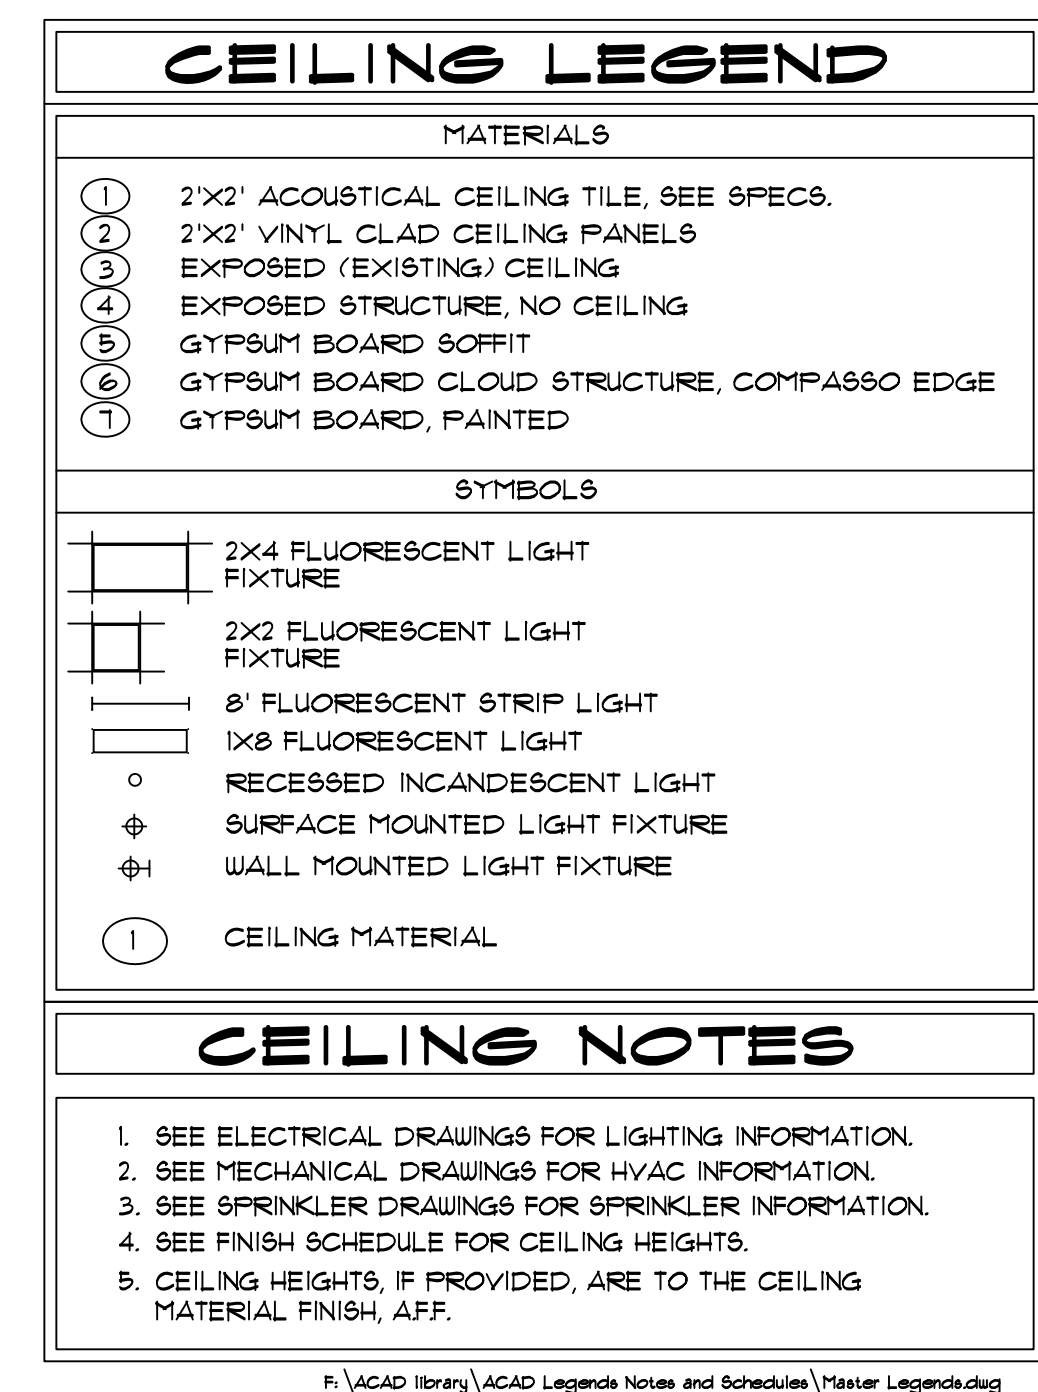 CEILING LEGEND
MATERIALS
1 2'X2' ACOUSTICAL CEILING TILE, SEE SPECS.
2 2'X2' VINYL CLAD CEILING PANELS
3 EXPOSED (EXISTING) CEILING
4 EXPOSED STRUCTURE, NO CEILING
5 GYPSUM BOARD SOFFIT
6 GYPSUM BOARD CLOUD STRUCTURE, COMPASSO EDGE
7 GYPSUM BOARD, PAINTED
SYMBOLS
2X4 FLUORESCENT LIGHT
FIXTURE
2X2 FLUORESCENT LIGHT
FIXTURE
8' FLUORESCENT STRIP LIGHT
1X8 FLUORESCENT LIGHT
RECESSED INCANDESCENT LIGHT
SURFACE MOUNTED LIGHT FIXTURE
WALL MOUNTED LIGHT FIXTURE
1 CEILING MATERIAL
CEILING NOTES
1. SEE ELECTRICAL DRAWINGS FOR LIGHTING INFORMATION.
2. SEE MECHANICAL DRAWINGS FOR HVAC INFORMATION.
3. SEE SPRINKLER DRAWINGS FOR SPRINKLER INFORMATION.
4. SEE FINISH SCHEDULE FOR CEILING HEIGHTS.
5. CEILING HEIGHTS, IF PROVIDED, ARE TO THE CEILING
MATERIAL FINISH, A.F.F.
F: \ACAD library\ACAD Legends Notes and Schedules\Master Legends.dwg